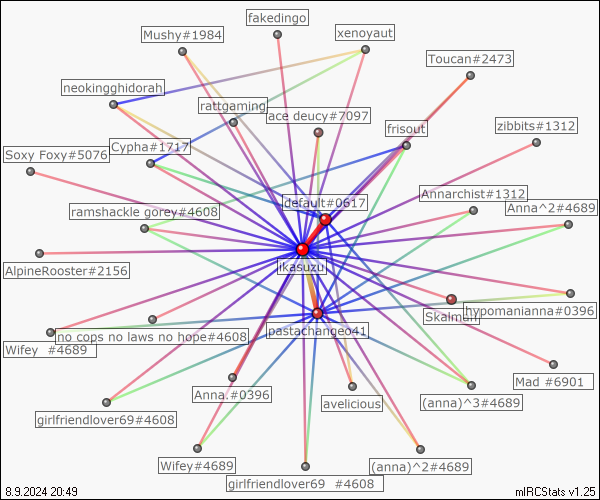 fakedingo
Mushy#1984
xenoyaut
Toucan#2473
neokingghidorah
rattgaming
ace deucy#7097
frisout
zibbits#1312
Soxy Foxy#5076
Cypha#1717
Annarchist#1312
default#0617
ramshackle gorey#4608
Anna^2#4689
ikasuzu
AlpineRooster#2156
hypomanianna#0396
Skalman
no cops no laws no hope#4608
pastachangeo41
Wifey  #4689
Mad #6901
Anna.#0396
avelicious
(anna)^3#4689
girlfriendlover69#4608
Wifey#4689
(anna)^2#4689
girlfriendlover69  #4608
8.9.2024 20:49
mIRCStats v1.25